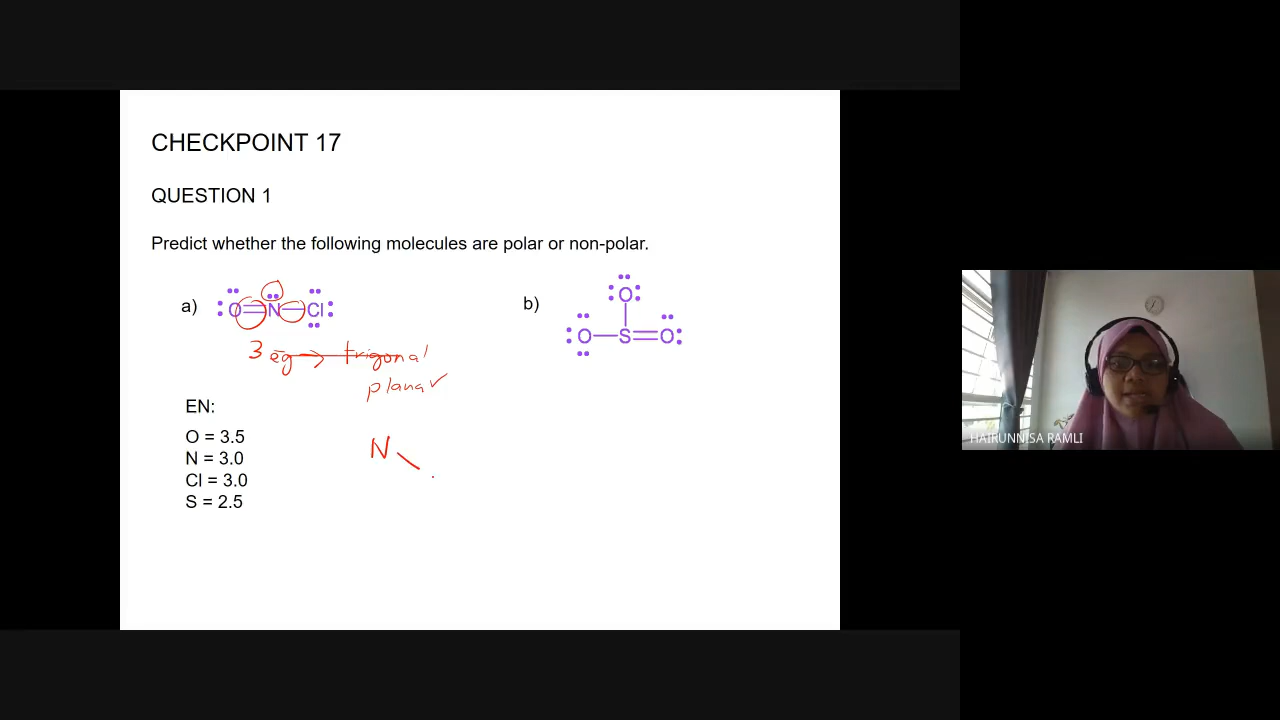 CHECKPOINT 17
QUESTION 1
Predict whether the following molecules are polar or non-polar.
a) O=N—Cl
b) O
O—S=O
3 eg → trigonal
planar
EN:
O = 3.5
N = 3.0
Cl = 3.0
S = 2.5
N
HAIRUNNISA RAMLI